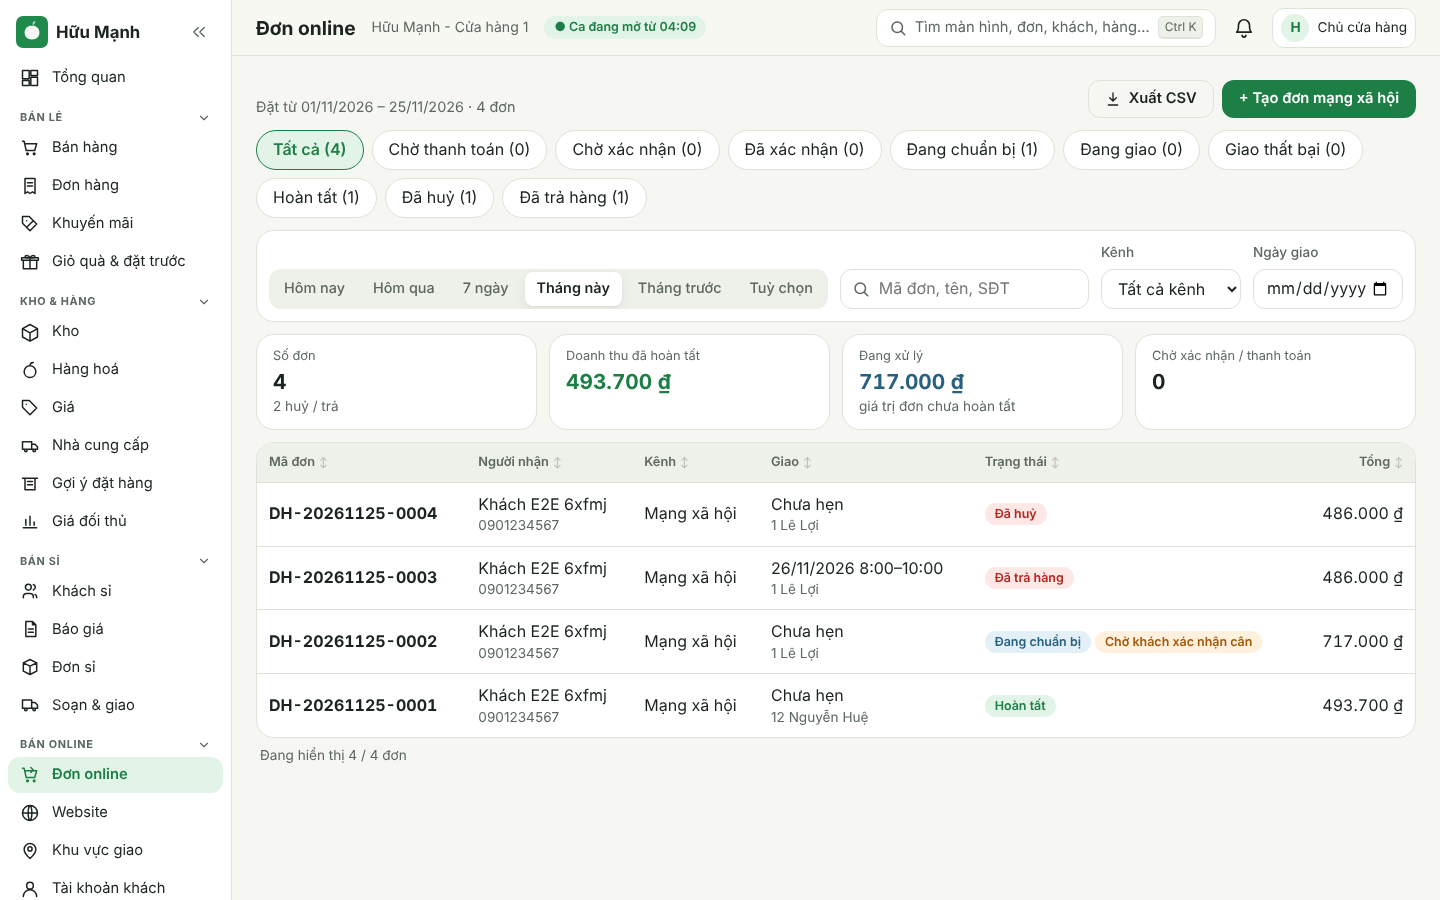 Hữu Mạnh
Tổng quan
BÁN LẺ
Bán hàng
Đơn hàng
Khuyến mãi
Giỏ quà & đặt trước
KHO & HÀNG
Kho
Hàng hoá
Giá
Nhà cung cấp
Gợi ý đặt hàng
Giá đối thủ
BÁN SỈ
Khách sỉ
Báo giá
Đơn sỉ
Soạn & giao
BÁN ONLINE
Đơn online
Website
Khu vực giao
Tài khoản khách
Đơn online Hữu Mạnh - Cửa hàng 1 Ca đang mở từ 04:09 Tìm màn hình, đơn, khách, hàng... Ctrl K H Chủ cửa hàng
Đặt từ 01/11/2026 – 25/11/2026 · 4 đơn Xuất CSV + Tạo đơn mạng xã hội
Tất cả (4) Chờ thanh toán (0) Chờ xác nhận (0) Đã xác nhận (0) Đang chuẩn bị (1) Đang giao (0) Giao thất bại (0)
Hoàn tất (1) Đã huỷ (1) Đã trả hàng (1)
Kênh Ngày giao
Hôm nay Hôm qua 7 ngày Tháng này Tháng trước Tuỳ chọn Mã đơn, tên, SĐT Tất cả kênh mm/dd/yyyy
Số đơn Doanh thu đã hoàn tất Đang xử lý Chờ xác nhận / thanh toán
4 493.700 ₫ 717.000 ₫ 0
2 huỷ / trả giá trị đơn chưa hoàn tất
Mã đơn Người nhận Kênh Giao Trạng thái Tổng
DH-20261125-0004 Khách E2E 6xfmj Mạng xã hội Chưa hẹn Đã huỷ 486.000 ₫
0901234567 1 Lê Lợi
DH-20261125-0003 Khách E2E 6xfmj Mạng xã hội 26/11/2026 8:00–10:00 Đã trả hàng 486.000 ₫
0901234567 1 Lê Lợi
DH-20261125-0002 Khách E2E 6xfmj Mạng xã hội Chưa hẹn Đang chuẩn bị Chờ khách xác nhận cân 717.000 ₫
0901234567 1 Lê Lợi
DH-20261125-0001 Khách E2E 6xfmj Mạng xã hội Chưa hẹn Hoàn tất 493.700 ₫
0901234567 12 Nguyễn Huệ
Đang hiển thị 4 / 4 đơn